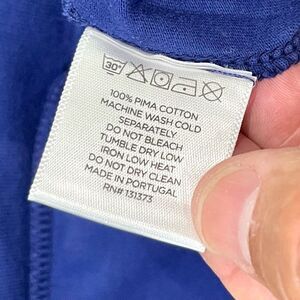 30°
100% PIMA COTTON
MACHINE WASH COLD
SEPARATELY
DO NOT BLEACH
TUMBLE DRY LOW
IRON LOW HEAT
DO NOT DRY CLEAN
MADE IN PORTUGAL
RN# 131373